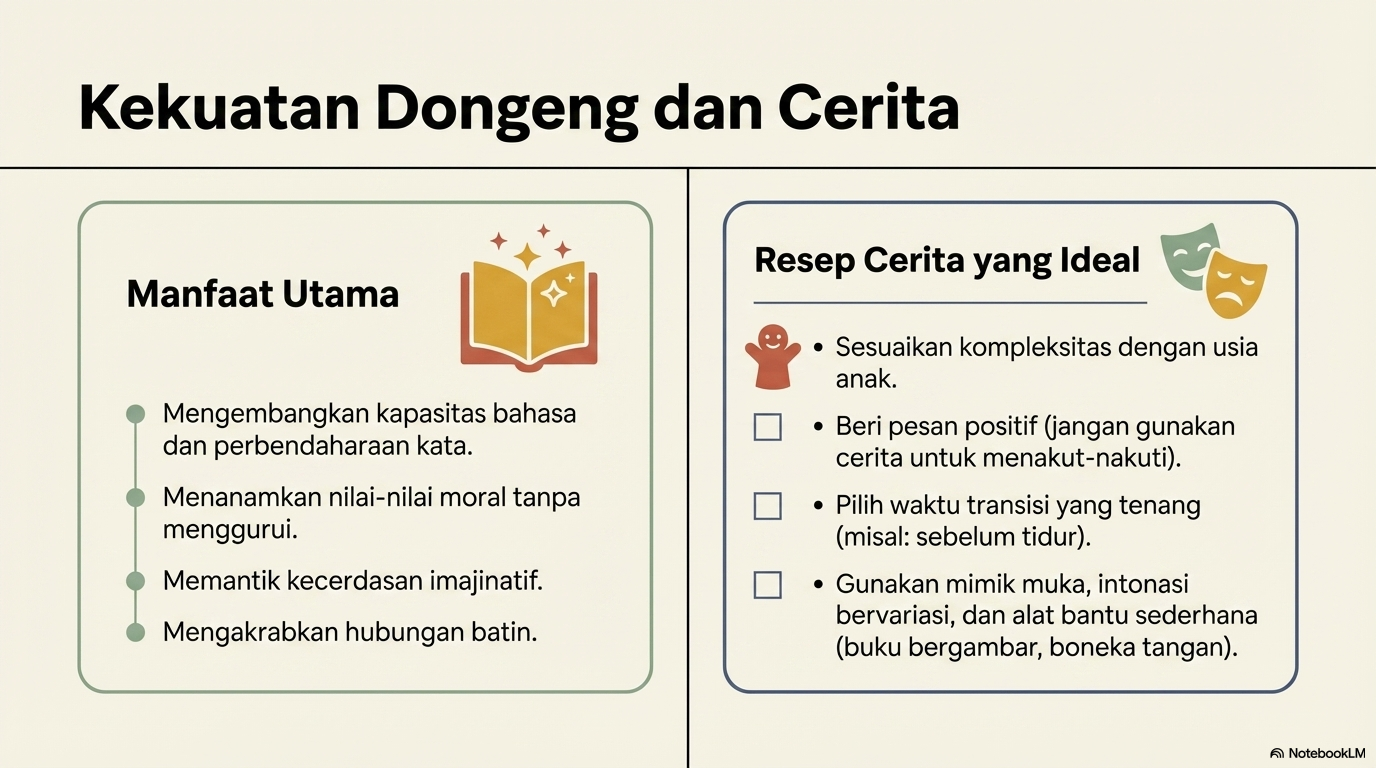 Kekuatan Dongeng dan Cerita
Manfaat Utama
Mengembangkan kapasitas bahasa
dan perbendaharaan kata.
Menanamkan nilai-nilai moral tanpa
menggurui.
Memantik kecerdasan imajinatif.
Mengakrabkan hubungan batin.
Resep Cerita yang Ideal
• Sesuaikan kompleksitas dengan usia
anak.
• Beri pesan positif (jangan gunakan
cerita untuk menakut-nakuti).
• Pilih waktu transisi yang tenang
(misal: sebelum tidur).
• Gunakan mimik muka, intonasi
bervariasi, dan alat bantu sederhana
(buku bergambar, boneka tangan).
NotebookLM